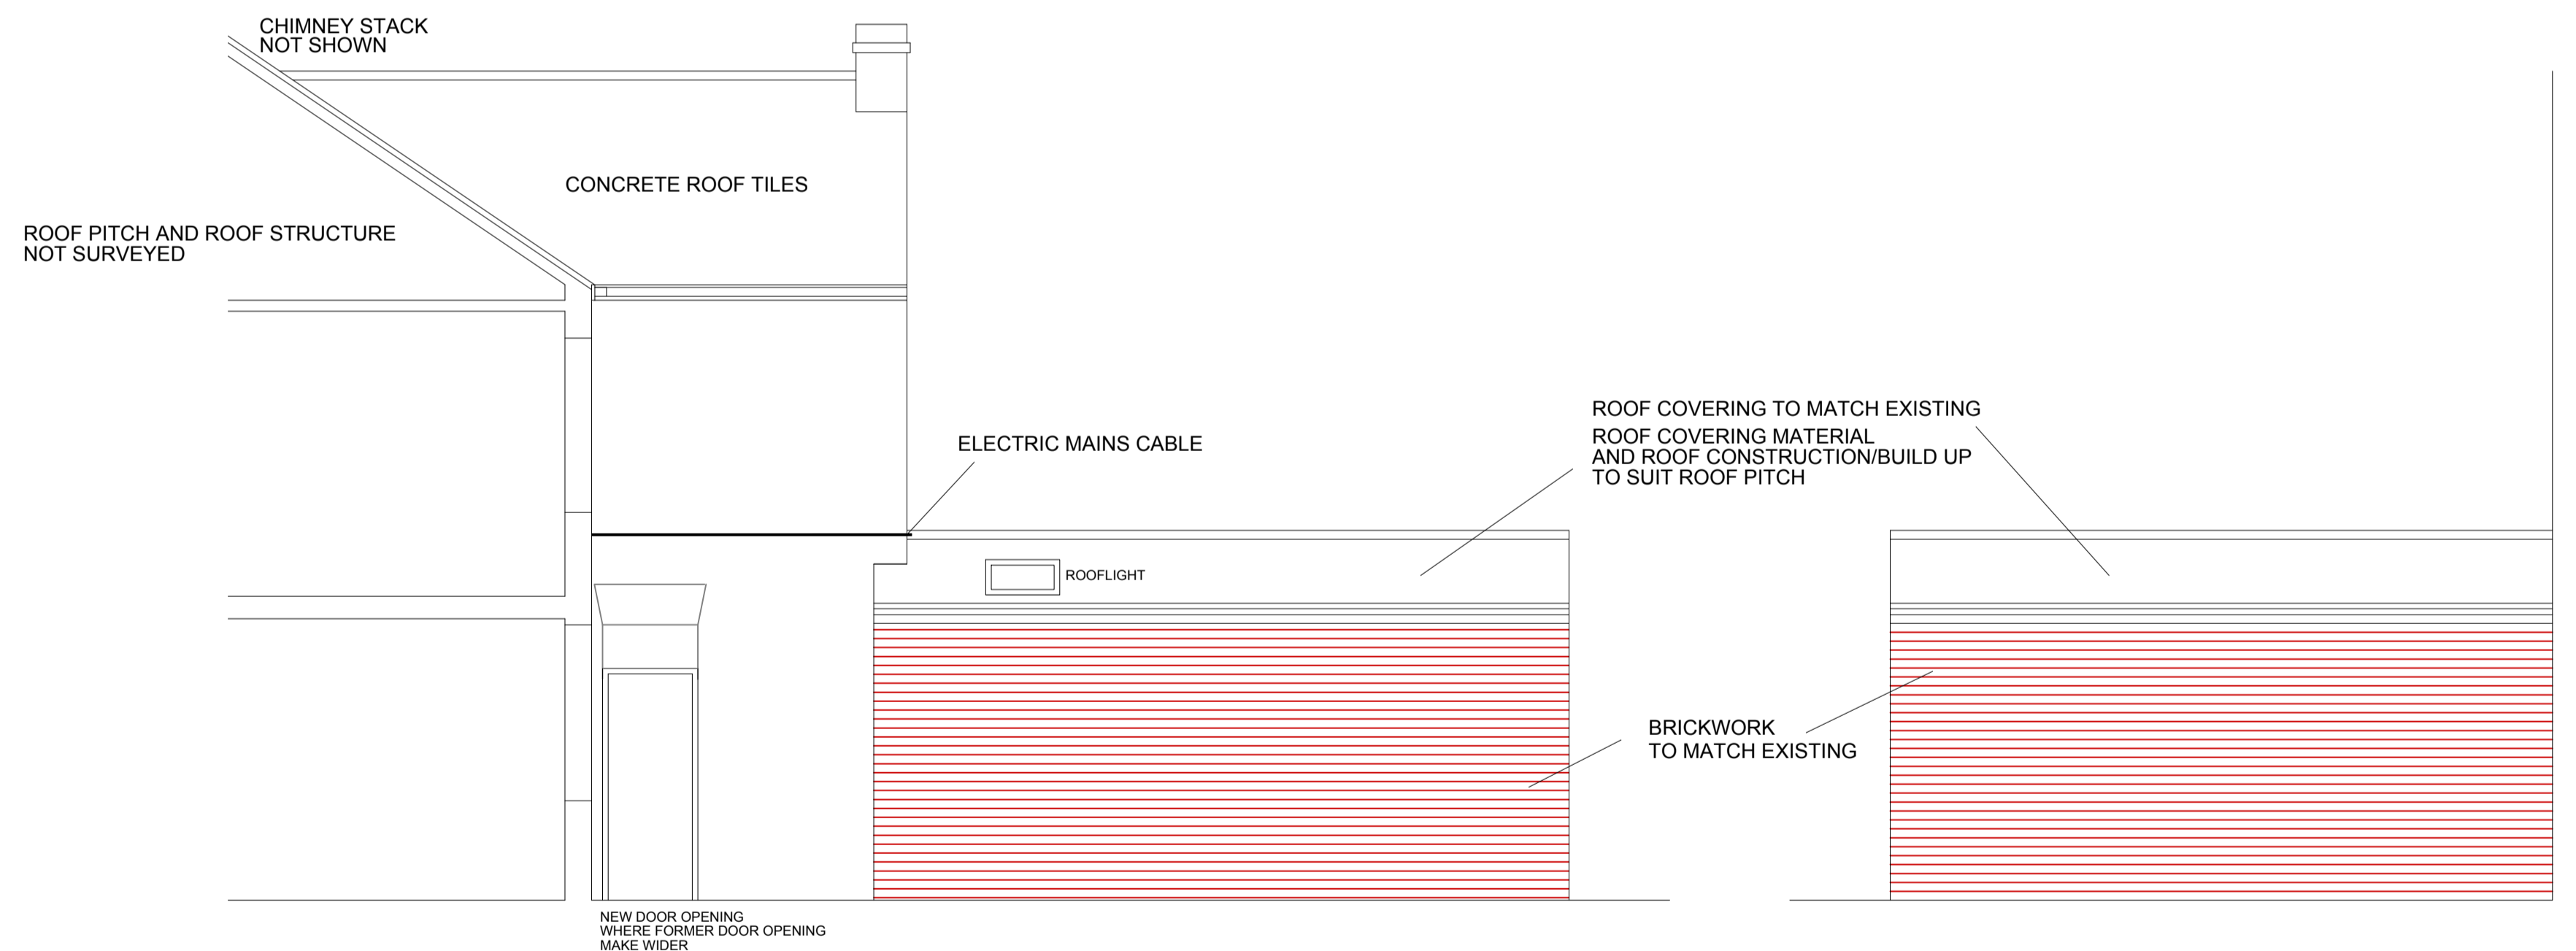 CHIMNEY STACK
NOT SHOWN
CONCRETE ROOF TILES
ROOF PITCH AND ROOF STRUCTURE
NOT SURVEYED
ELECTRIC MAINS CABLE
ROOF COVERING TO MATCH EXISTING
ROOF COVERING MATERIAL
AND ROOF CONSTRUCTION/BUILD UP
TO SUIT ROOF PITCH
ROOFLIGHT
BRICKWORK
TO MATCH EXISTING
NEW DOOR OPENING
WHERE FORMER DOOR OPENING
MAKE WIDER